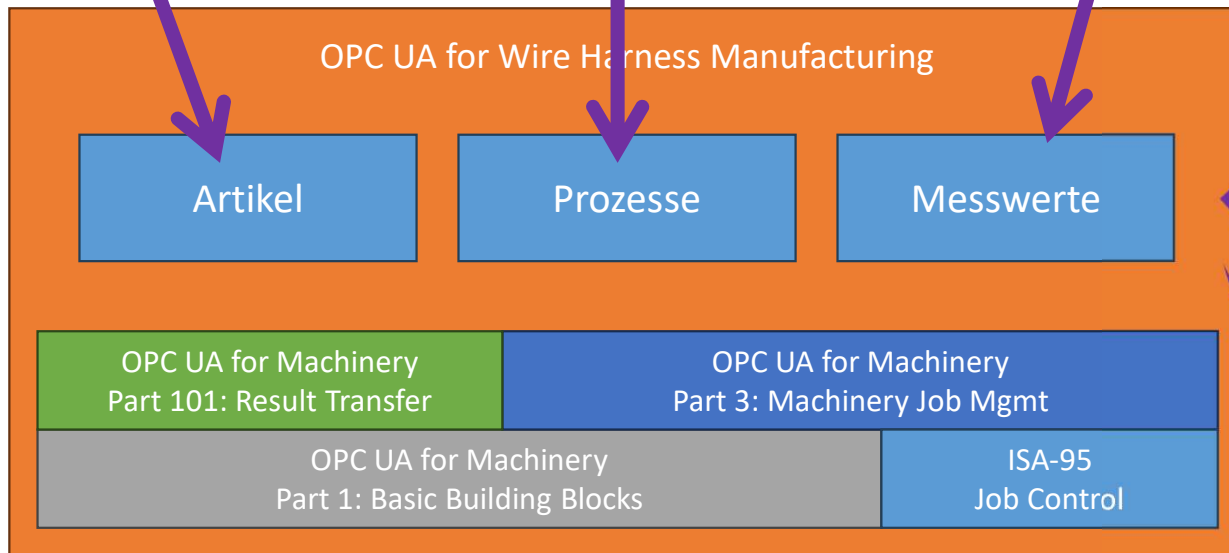 OPC UA for Wire Harness Manufacturing
Artikel
Prozesse
Messwerte
OPC UA for Machinery
Part 101: Result Transfer
OPC UA for Machinery
Part 3: Machinery Job Mgmt
OPC UA for Machinery
Part 1: Basic Building Blocks
ISA-95
Job Control